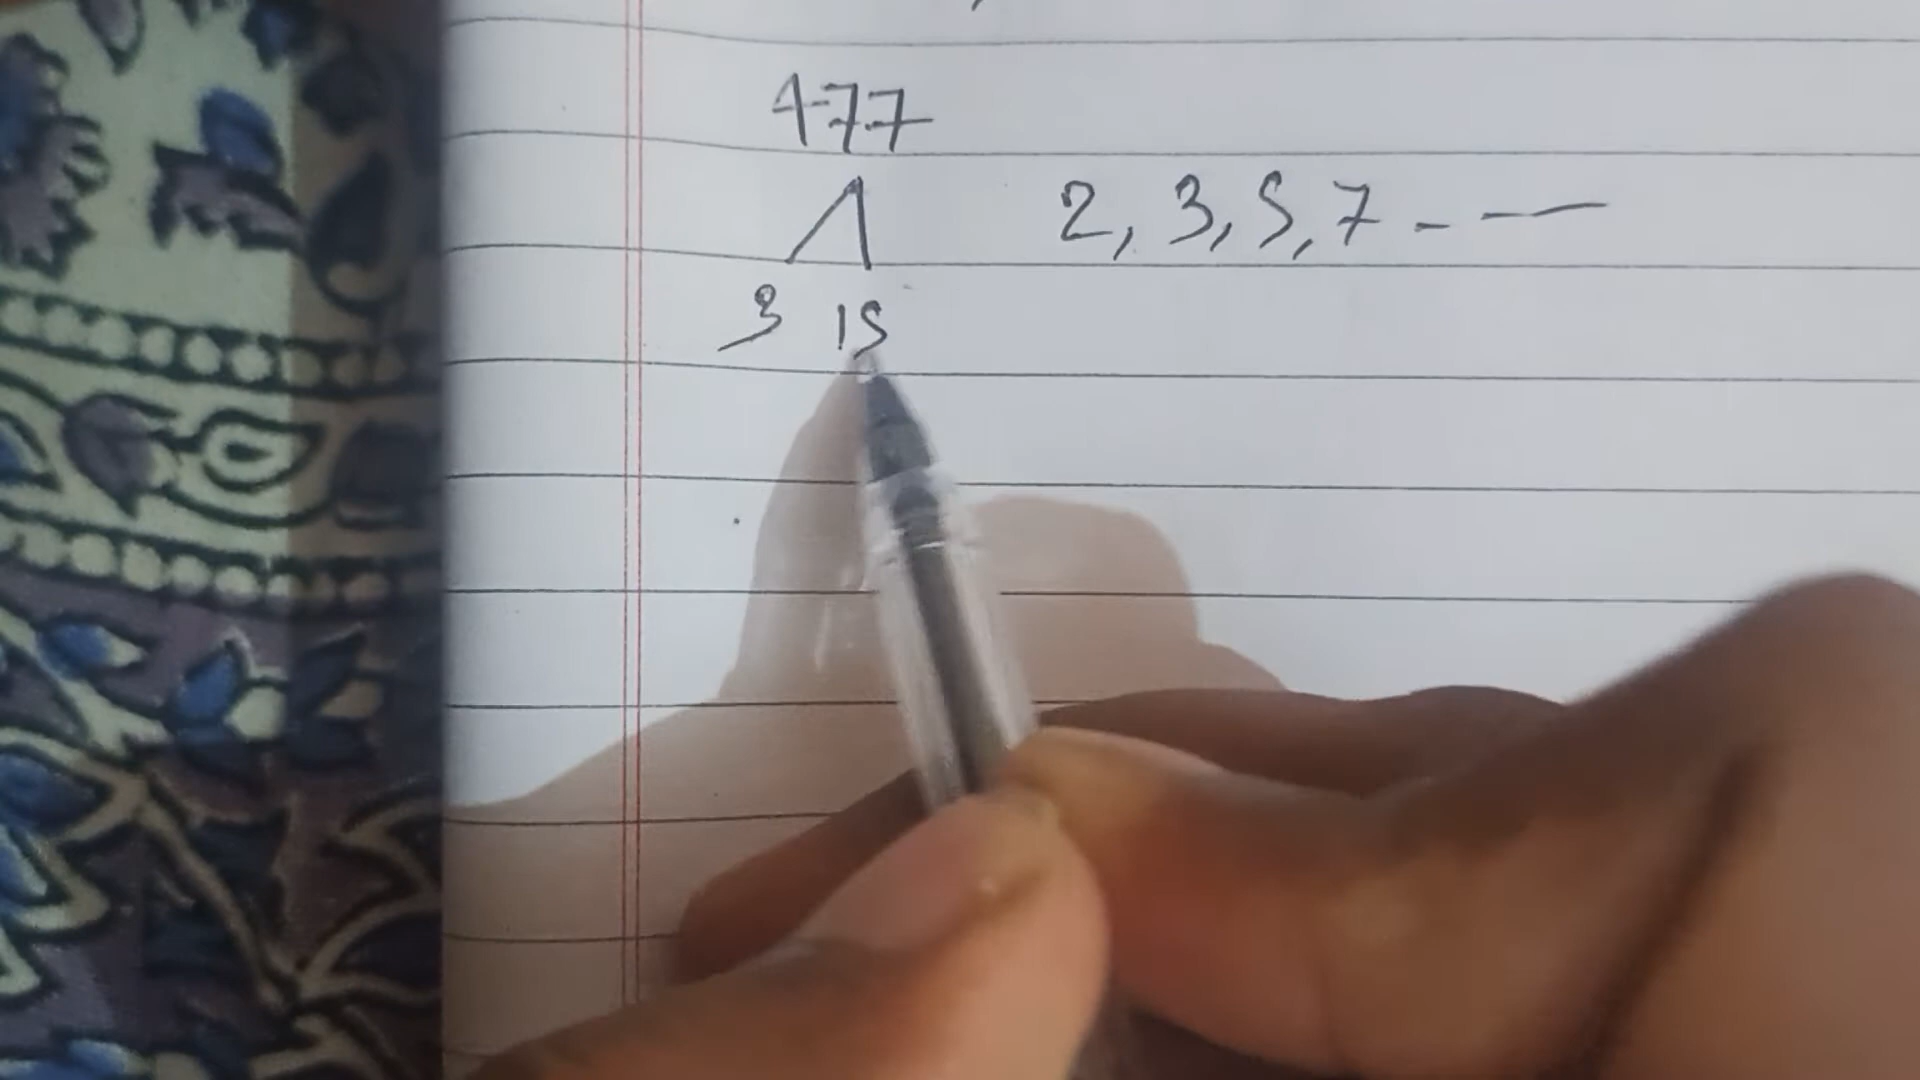 477
2, 3, 5, 7 - —
3 15